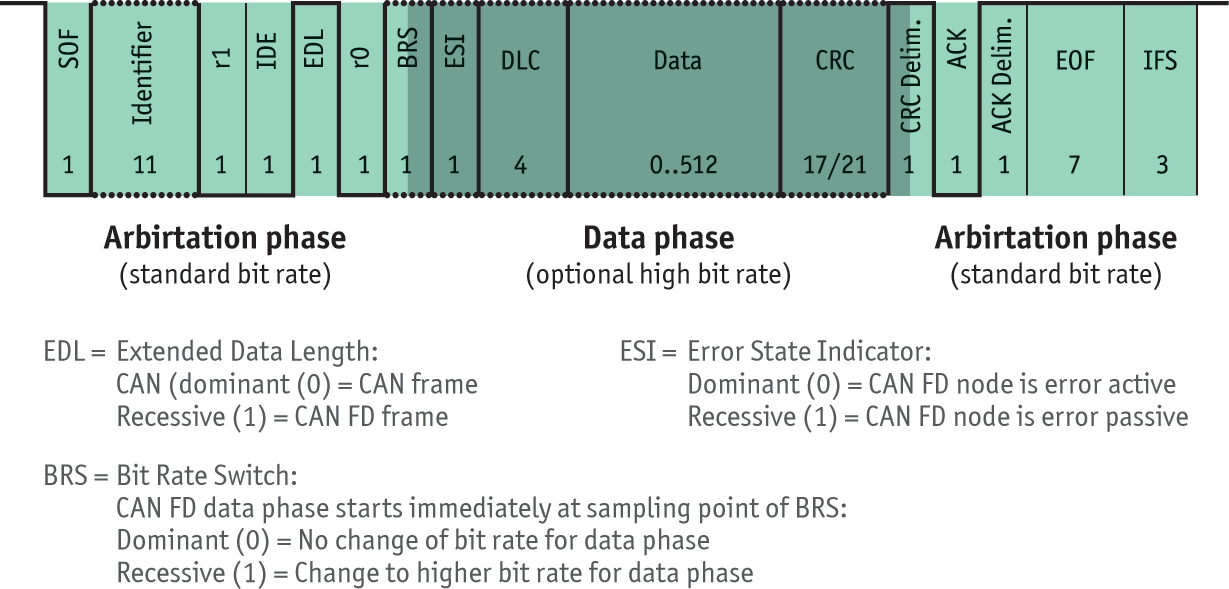 SOF Identifier r1 IDE EDL r0 BRS ESI DLC Data CRC CRC Delim. ACK ACK Delim. EOF IFS
1 11 1 1 1 1 1 1 4 0..512 17/21 1 1 1 7 3
Arbirtation phase Data phase Arbirtation phase
(standard bit rate) (optional high bit rate) (standard bit rate)
EDL = Extended Data Length:
CAN (dominant (0) = CAN frame
Recessive (1) = CAN FD frame
ESI = Error State Indicator:
Dominant (0) = CAN FD node is error active
Recessive (1) = CAN FD node is error passive
BRS = Bit Rate Switch:
CAN FD data phase starts immediately at sampling point of BRS:
Dominant (0) = No change of bit rate for data phase
Recessive (1) = Change to higher bit rate for data phase